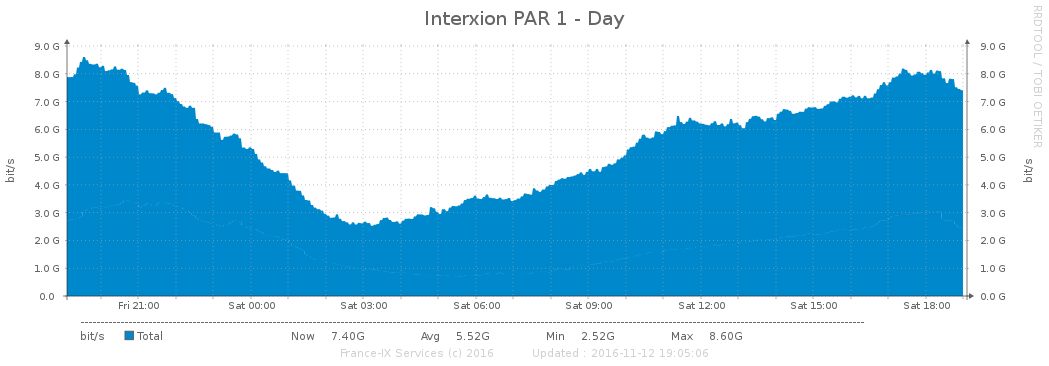 Interxion PAR 1 - Day
RRDTOOL / TOBI OETIKER
bit/s
9.0 G
8.0 G
7.0 G
6.0 G
5.0 G
4.0 G
3.0 G
2.0 G
1.0 G
0.0
9.0 G
8.0 G
7.0 G
6.0 G
5.0 G
4.0 G
3.0 G
2.0 G
1.0 G
0.0 G
bit/s
Fri 21:00 Sat 00:00 Sat 03:00 Sat 06:00 Sat 09:00 Sat 12:00 Sat 15:00 Sat 18:00
bit/s Total Now 7.40G Avg 5.52G Min 2.52G Max 8.60G
France-IX Services (c) 2016 Updated : 2016-11-12 19:05:06